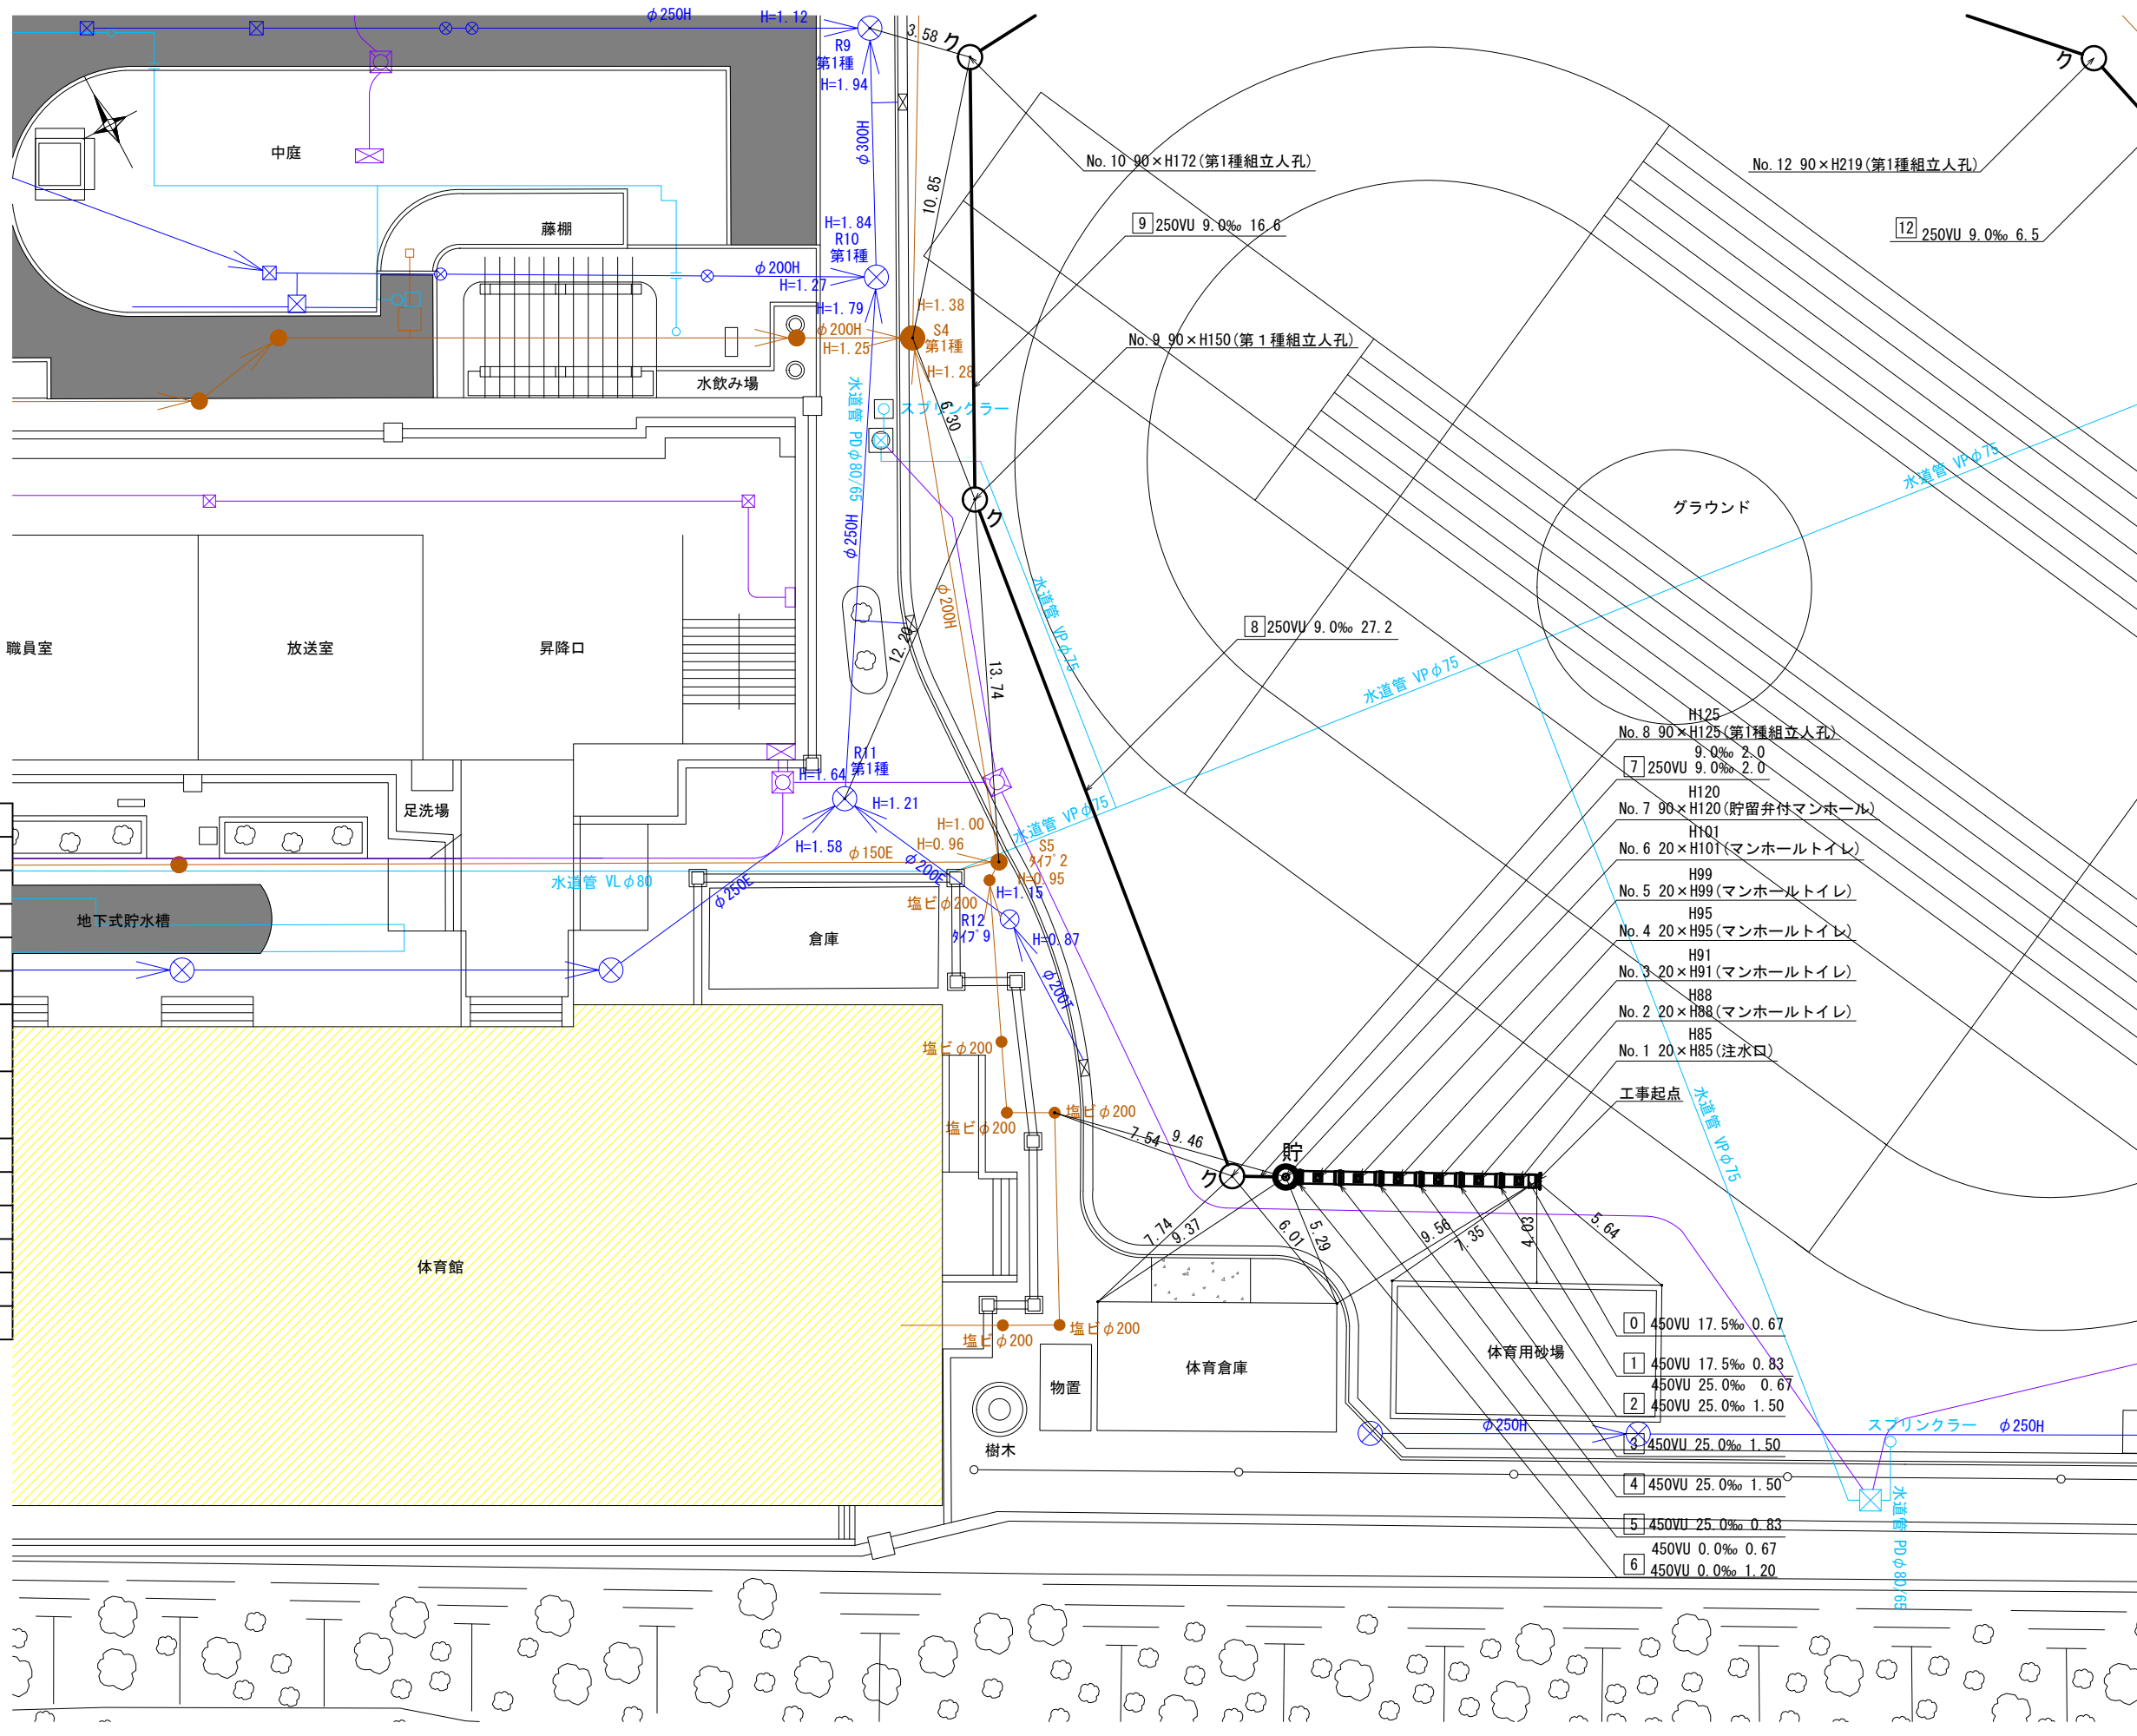 φ250H
H=1.12
R9
第1種
H=1.94
3.58
ク
ク
中庭
φ300H
No.10 90×H172(第1種組立人孔)
No.12 90×H219(第1種組立人孔)
10.85
藤棚
H=1.84
R10
第1種
9 250VU 9.0‰ 16.6
12 250VU 9.0‰ 6.5
φ200H
H=1.27
H=1.79
H=1.38
φ200H
S4
第1種
H=1.25
H=1.28
No.9 90×H150(第1種組立人孔)
水飲み場
水道管 PDφ80/65
スプリンクラー
6.30
水道管 VPφ75
グラウンド
ク
φ250H
φ200H
水道管 VPφ75
職員室
放送室
昇降口
12.20
13.74
8 250VU 9.0‰ 27.2
水道管 VPφ75
H125
No.8 90×H125(第1種組立人孔)
9.0‰ 2.0
7 250VU 9.0‰ 2.0
R11
第1種
H=1.64
H=1.21
H120
No.7 90×H120(貯留弁付マンホール)
足洗場
H=1.00
水道管 VPφ75
H101
No.6 20×H101(マンホールトイレ)
H=1.58
φ150E
H=0.96
S5
タイプ2
φ200E
H=0.95
水道管 VLφ80
φ250E
H=1.15
塩ビφ200
H99
No.5 20×H99(マンホールトイレ)
地下式貯水槽
倉庫
R12
タイプ9
H=0.87
H95
No.4 20×H95(マンホールトイレ)
H91
No.3 20×H91(マンホールトイレ)
φ200T
H88
No.2 20×H88(マンホールトイレ)
塩ビφ200
H85
No.1 20×H85(注水口)
工事起点
水道管 VPφ75
塩ビφ200
塩ビφ200
7.54
9.46
貯
ク
7.74
9.37
6.01
5.29
9.56
7.35
4.03
5.64
体育館
0 450VU 17.5‰ 0.67
塩ビφ200
塩ビφ200
体育用砂場
1 450VU 17.5‰ 0.83
体育倉庫
物置
450VU 25.0‰ 0.67
2 450VU 25.0‰ 1.50
φ250H
スプリンクラー
φ250H
樹木
3 450VU 25.0‰ 1.50
4 450VU 25.0‰ 1.50
5 450VU 25.0‰ 0.83
水道管 PDφ80/65
450VU 0.0‰ 0.67
6 450VU 0.0‰ 1.20